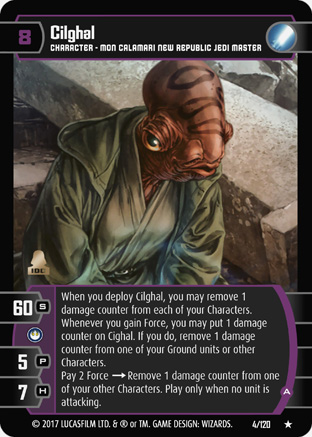 8
Cilghal
CHARACTER - MON CALAMARI NEW REPUBLIC JEDI MASTER
IDC
60 S
5 P
7 H
When you deploy Cilghal, you may remove 1
damage counter from each of your Characters.
Whenever you gain Force, you may put 1 damage
counter on Cighal. If you do, remove 1 damage
counter from one of your Ground units or other
Characters.
Pay 2 Force → Remove 1 damage counter from one
of your other Characters. Play only when no unit is
attacking.
A
© 2017 LUCASFILM LTD. & ® or TM. GAME DESIGN: WIZARDS.
4/120